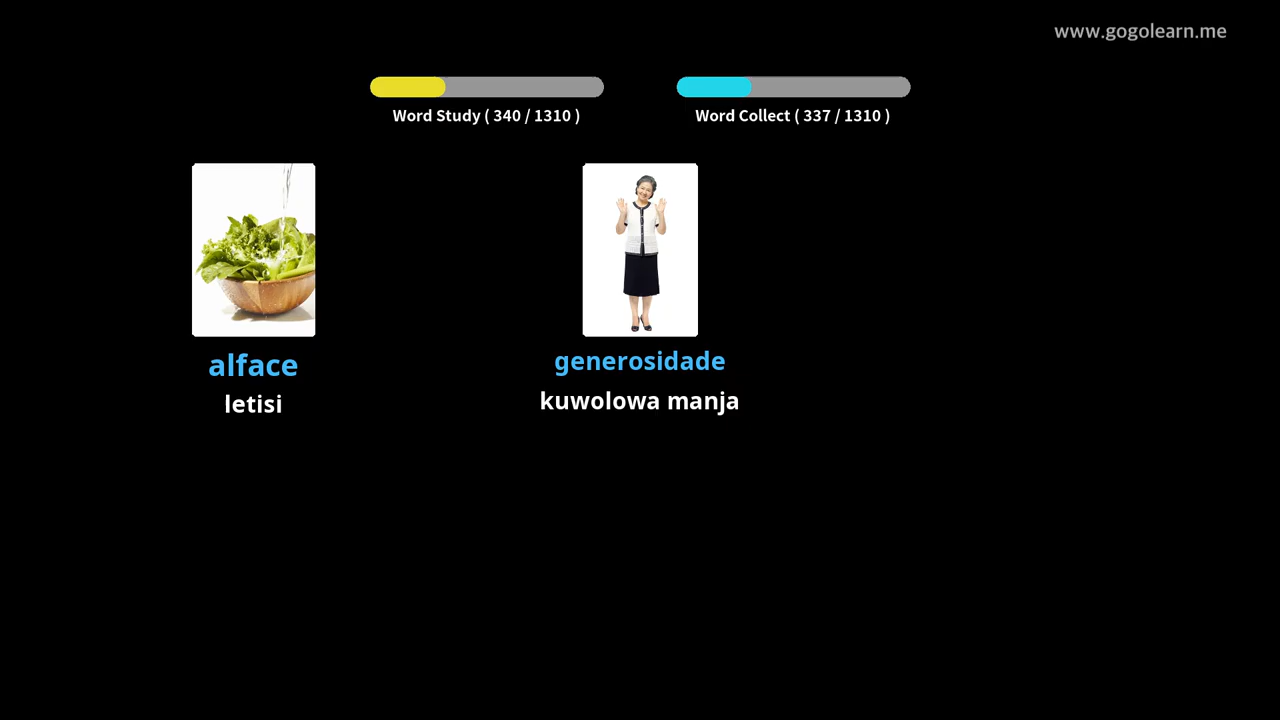 www.gogolearn.me
Word Study ( 340 / 1310 )
Word Collect ( 337 / 1310 )
alface
letisi
generosidade
kuwolowa manja